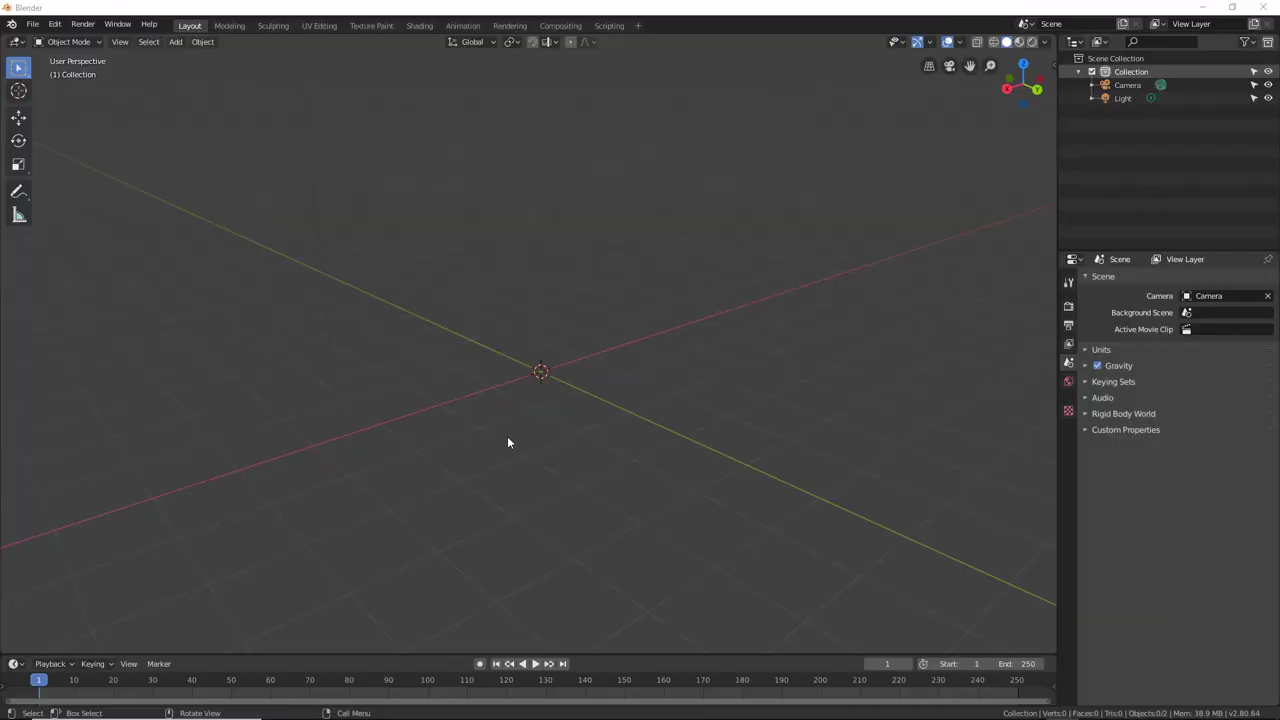 Blender
File Edit Render Window Help Layout Modeling Sculpting UV Editing Texture Paint Shading Animation Rendering Compositing Scripting + Scene View Layer
Object Mode View Select Add Object Global
User Perspective
(1) Collection
Z
X
Y
Scene Collection
Collection
Camera
Light
Scene View Layer
Scene
Camera Camera
Background Scene
Active Movie Clip
Units
Gravity
Keying Sets
Audio
Rigid Body World
Custom Properties
Playback Keying View Marker 1 Start: 1 End: 250
1 10 20 30 40 50 60 70 80 90 100 110 120 130 140 150 160 170 180 190 200 210 220 230 240 250
Select Box Select Rotate View Call Menu Collection | Verts:0 | Faces:0 | Tris:0 | Objects:0/2 | Mem: 38.9 MB | v2.80.64